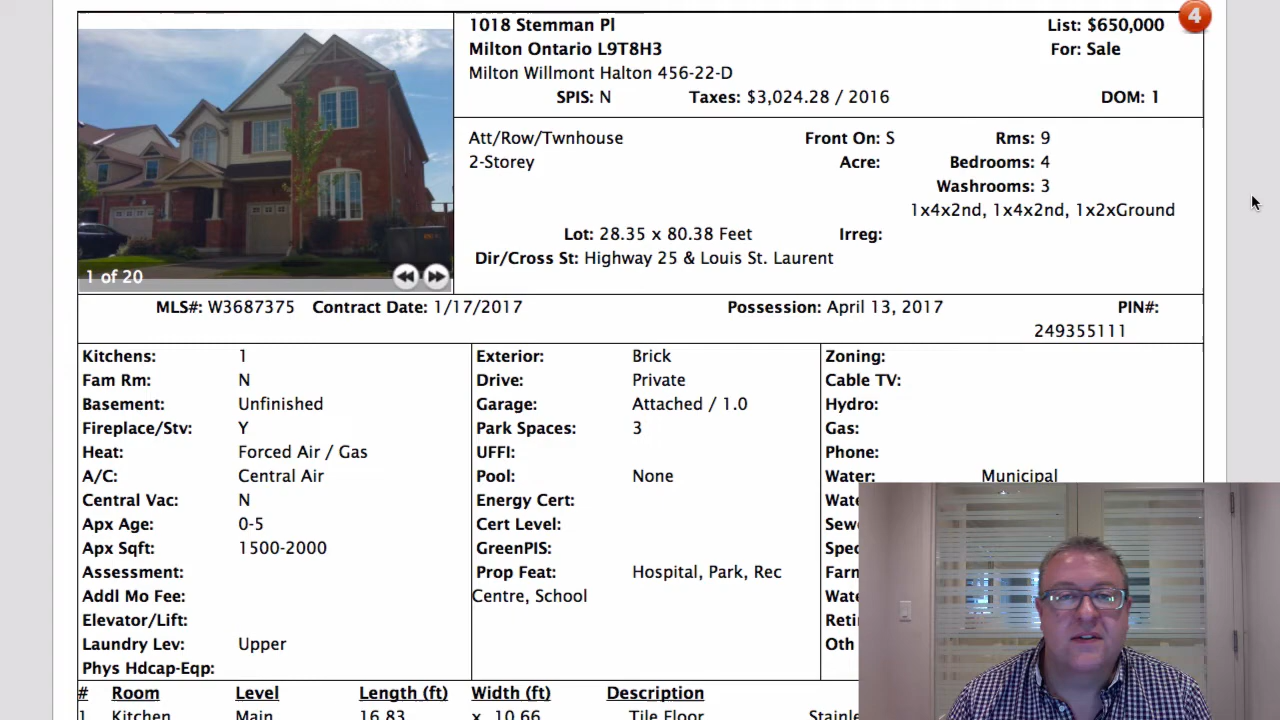 1018 Stemman Pl
List: $650,000
4
Milton Ontario L9T8H3
For: Sale
Milton Willmont Halton 456-22-D
SPIS: N Taxes: $3,024.28 / 2016 DOM: 1
Att/Row/Twnhouse Front On: S Rms: 9
2-Storey Acre: Bedrooms: 4
Washrooms: 3
1x4x2nd, 1x4x2nd, 1x2xGround
Lot: 28.35 x 80.38 Feet Irreg:
Dir/Cross St: Highway 25 & Louis St. Laurent
1 of 20
MLS#: W3687375 Contract Date: 1/17/2017 Possession: April 13, 2017 PIN#:
249355111
Kitchens: 1
Fam Rm: N
Basement: Unfinished
Fireplace/Stv: Y
Heat: Forced Air / Gas
A/C: Central Air
Central Vac: N
Apx Age: 0-5
Apx Sqft: 1500-2000
Assessment:
Addl Mo Fee:
Elevator/Lift:
Laundry Lev: Upper
Phys Hdcap-Eqp:
Exterior: Brick
Drive: Private
Garage: Attached / 1.0
Park Spaces: 3
UFFI:
Pool: None
Energy Cert:
Cert Level:
GreenPIS:
Prop Feat: Hospital, Park, Rec
Centre, School
Zoning:
Cable TV:
Hydro:
Gas:
Phone:
Water: Municipal
Wate
Sew
Spec
Farm
Wate
Reti
Oth
# Room Level Length (ft) Width (ft) Description
1 Kitchen Main 16.83 x 10.66 Tile Floor Stainle